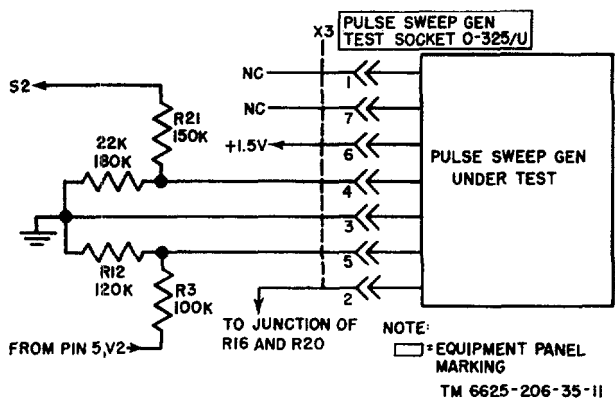 X3
PULSE SWEEP GEN
TEST SOCKET O-325/U
NC
1
S2
NC
7
R21
150K
+1.5V
6
22K
180K
4
PULSE SWEEP GEN
UNDER TEST
3
5
R12
120K
R3
100K
2
TO JUNCTION OF
R16 AND R20
FROM PIN 5,V2
NOTE:
=EQUIPMENT PANEL
MARKING
TM 6625-206-35-11